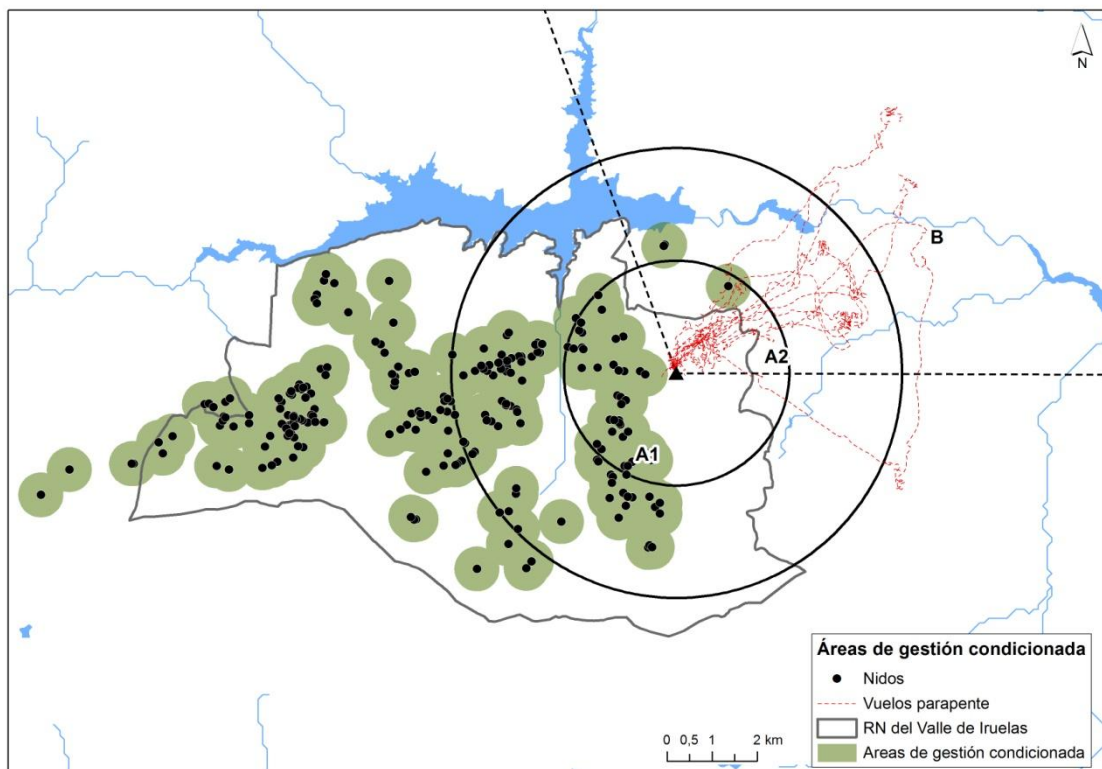 N
B
A2
A1
0 0,5 1 2 km
Áreas de gestión condicionada
Nidos
Vuelos parapente
RN del Valle de Iruelas
Areas de gestión condicionada